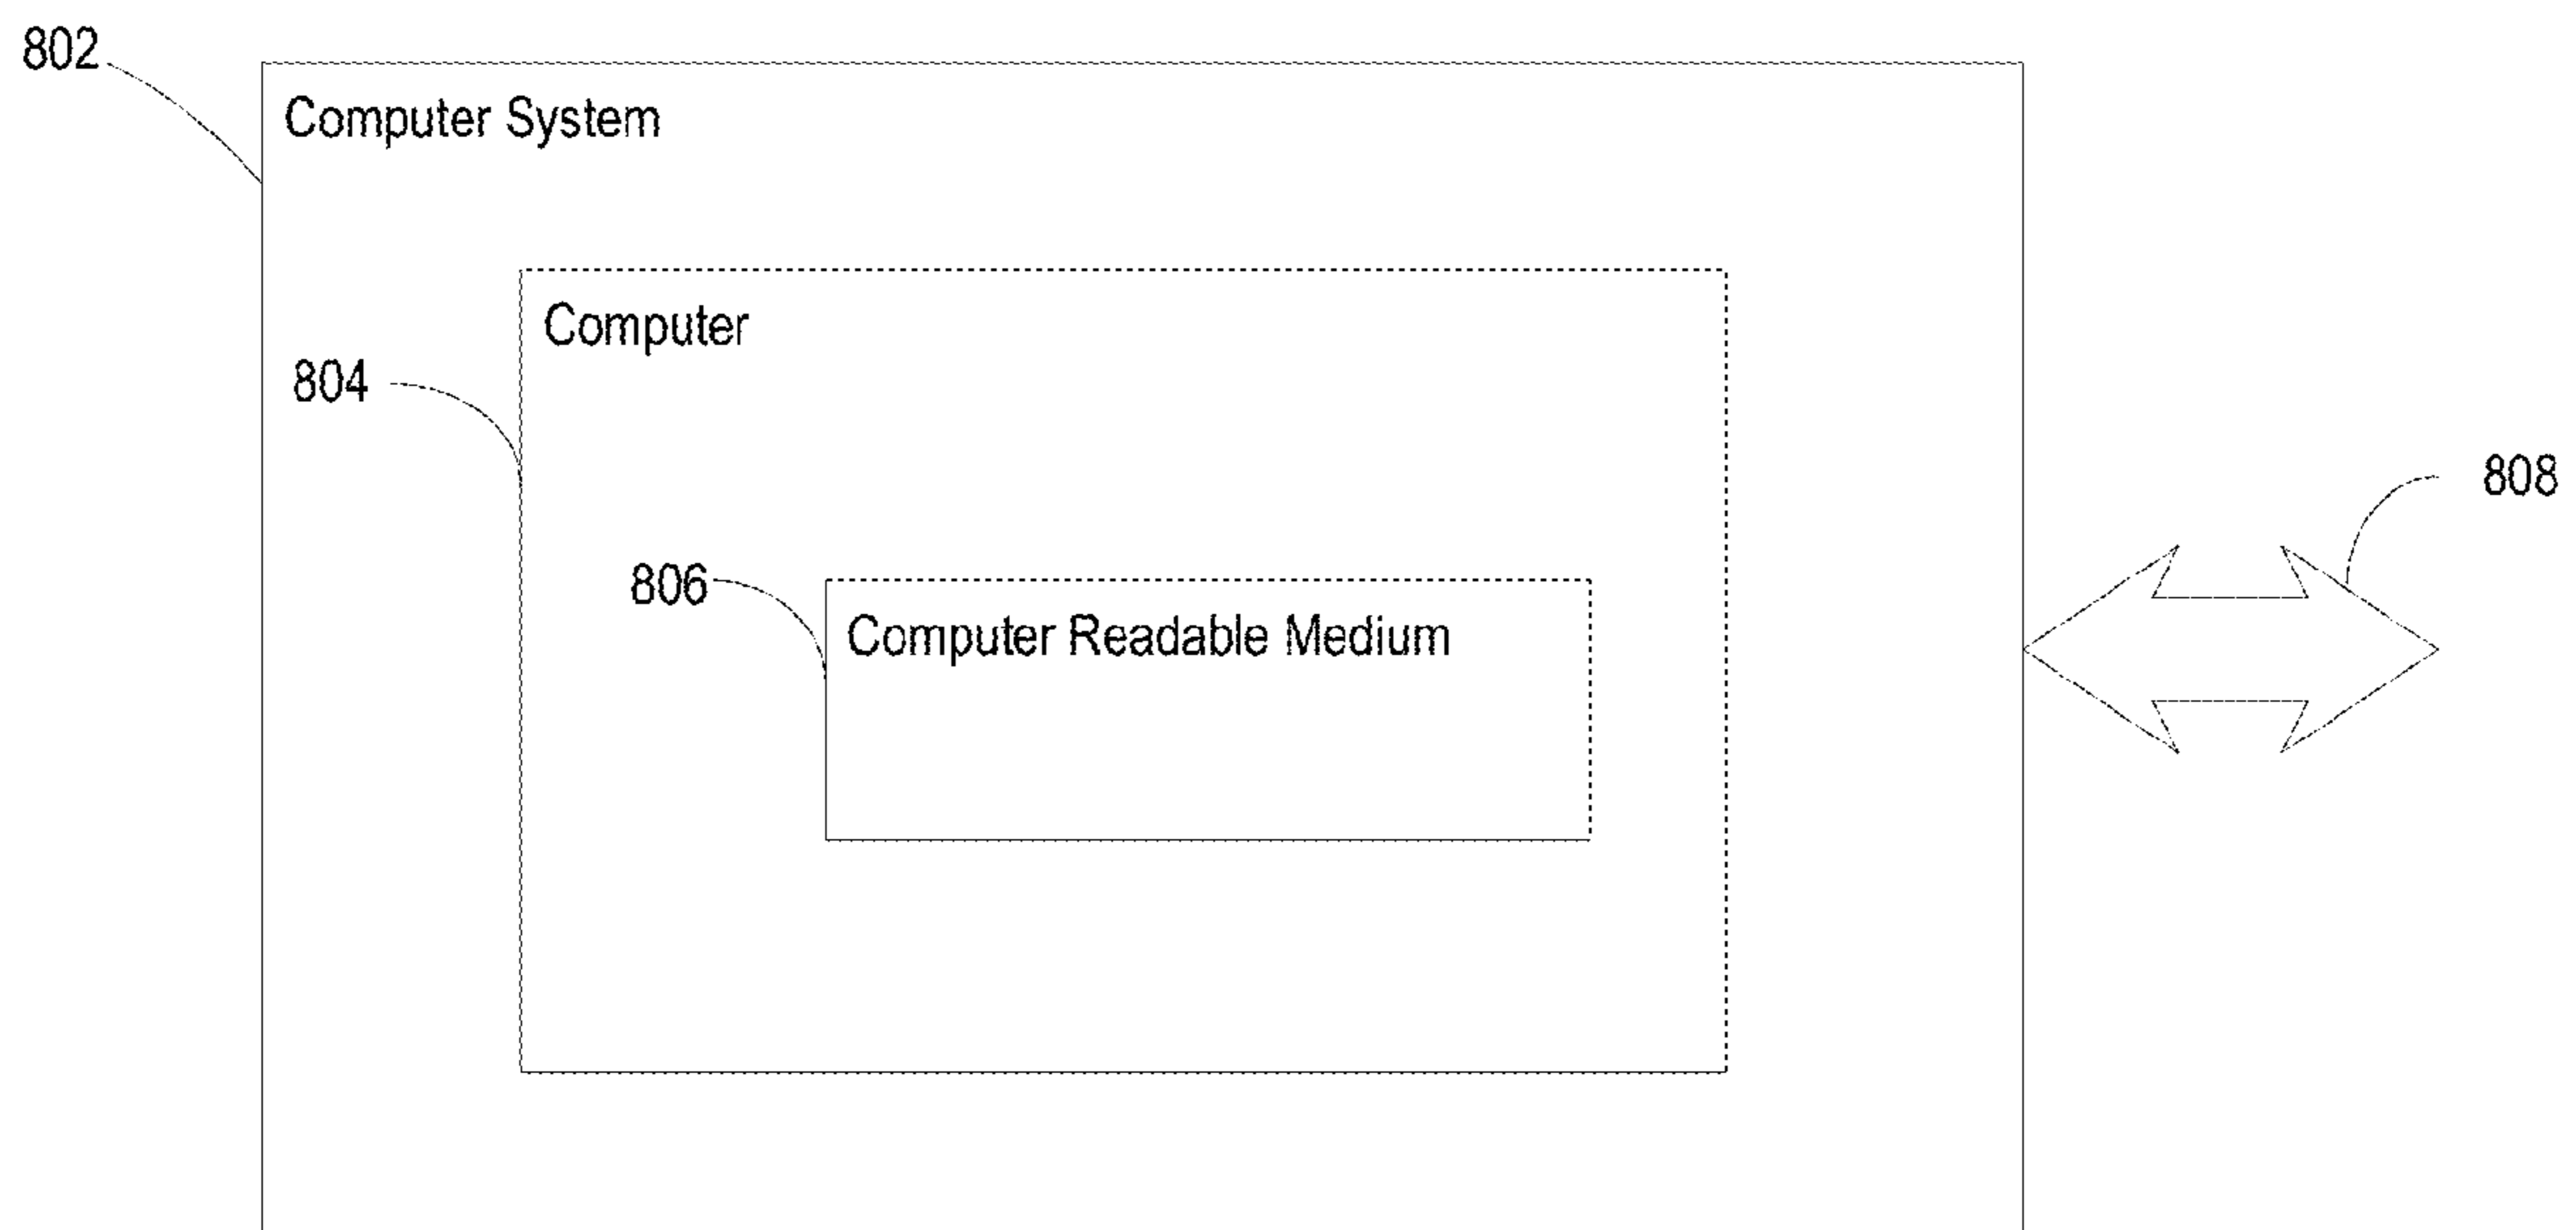 802
Computer System
Computer
804
808
806
Computer Readable Medium